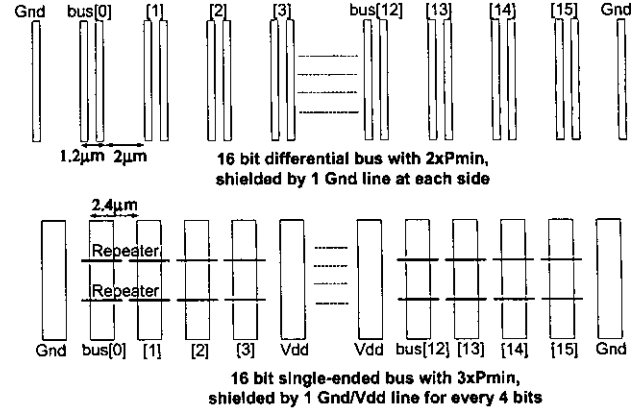 Gnd bus[0] [1] [2] [3] bus[12] [13] [14] [15] Gnd
1.2μm 2μm
16 bit differential bus with 2xPmin,
shielded by 1 Gnd line at each side
2.4μm
Repeater
Repeater
Gnd bus[0] [1] [2] [3] Vdd Vdd bus[12] [13] [14] [15] Gnd
16 bit single-ended bus with 3xPmin,
shielded by 1 Gnd/Vdd line for every 4 bits